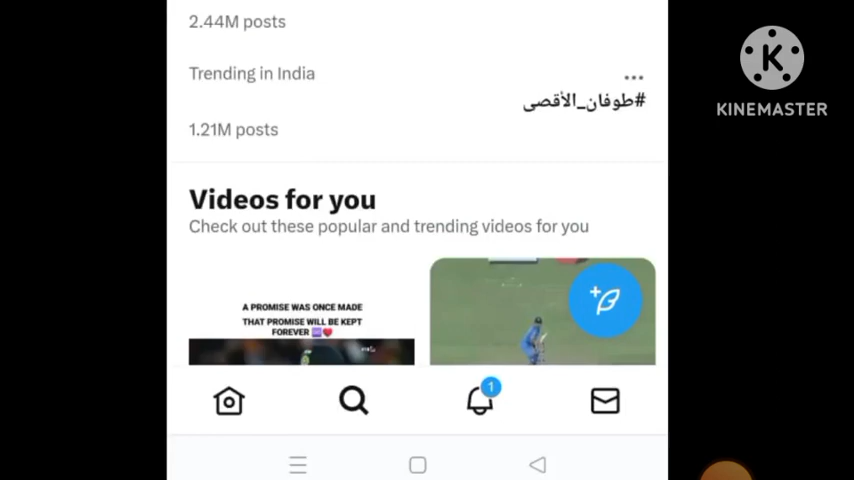 2.44M posts
Trending in India
#طوفان_الأقصى
1.21M posts
Videos for you
Check out these popular and trending videos for you
A PROMISE WAS ONCE MADE
THAT PROMISE WILL BE KEPT
FOREVER
1
K
KINEMASTER